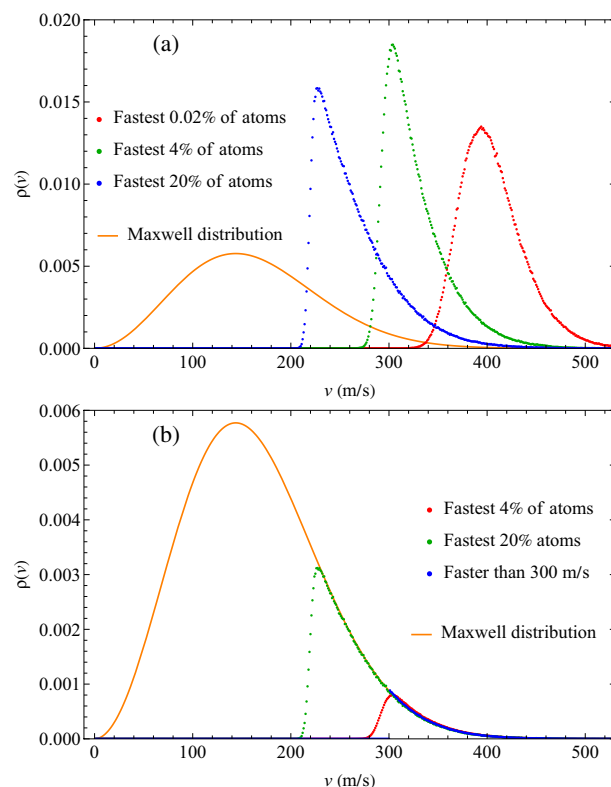 (a)
0.020
0.015
0.010
0.005
0.000
ρ(v)
Fastest 0.02% of atoms
Fastest 4% of atoms
Fastest 20% of atoms
Maxwell distribution
0 100 200 300 400 500
v (m/s)
(b)
0.006
0.005
0.004
0.003
0.002
0.001
0.000
ρ(v)
Fastest 4% of atoms
Fastest 20% atoms
Faster than 300 m/s
Maxwell distribution
0 100 200 300 400 500
v (m/s)